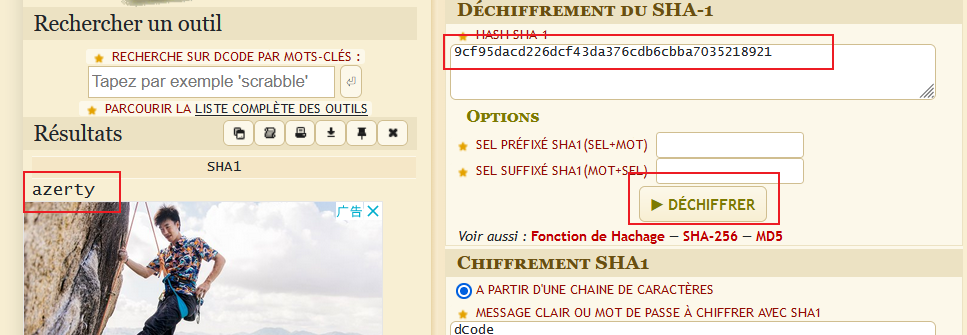 Rechercher un outil
★ RECHERCHE SUR DCODE PAR MOTS-CLÉS :
Tapez par exemple 'scrabble'
★ PARCOURIR LA LISTE COMPLÈTE DES OUTILS
Résultats
SHA1
azerty
广告
DÉCHIFFREMENT DU SHA-1
★ HASH SHA-1
9cf95dacd226dcf43da376cdb6cbba7035218921
OPTIONS
★ SEL PRÉFIXÉ SHA1(SEL+MOT)
★ SEL SUFFIXÉ SHA1(MOT+SEL)
▶ DÉCHIFFRER
Voir aussi : Fonction de Hachage — SHA-256 — MD5
CHIFFREMENT SHA1
A PARTIR D'UNE CHAINE DE CARACTÈRES
★ MESSAGE CLAIR OU MOT DE PASSE À CHIFFRER AVEC SHA1
dCode